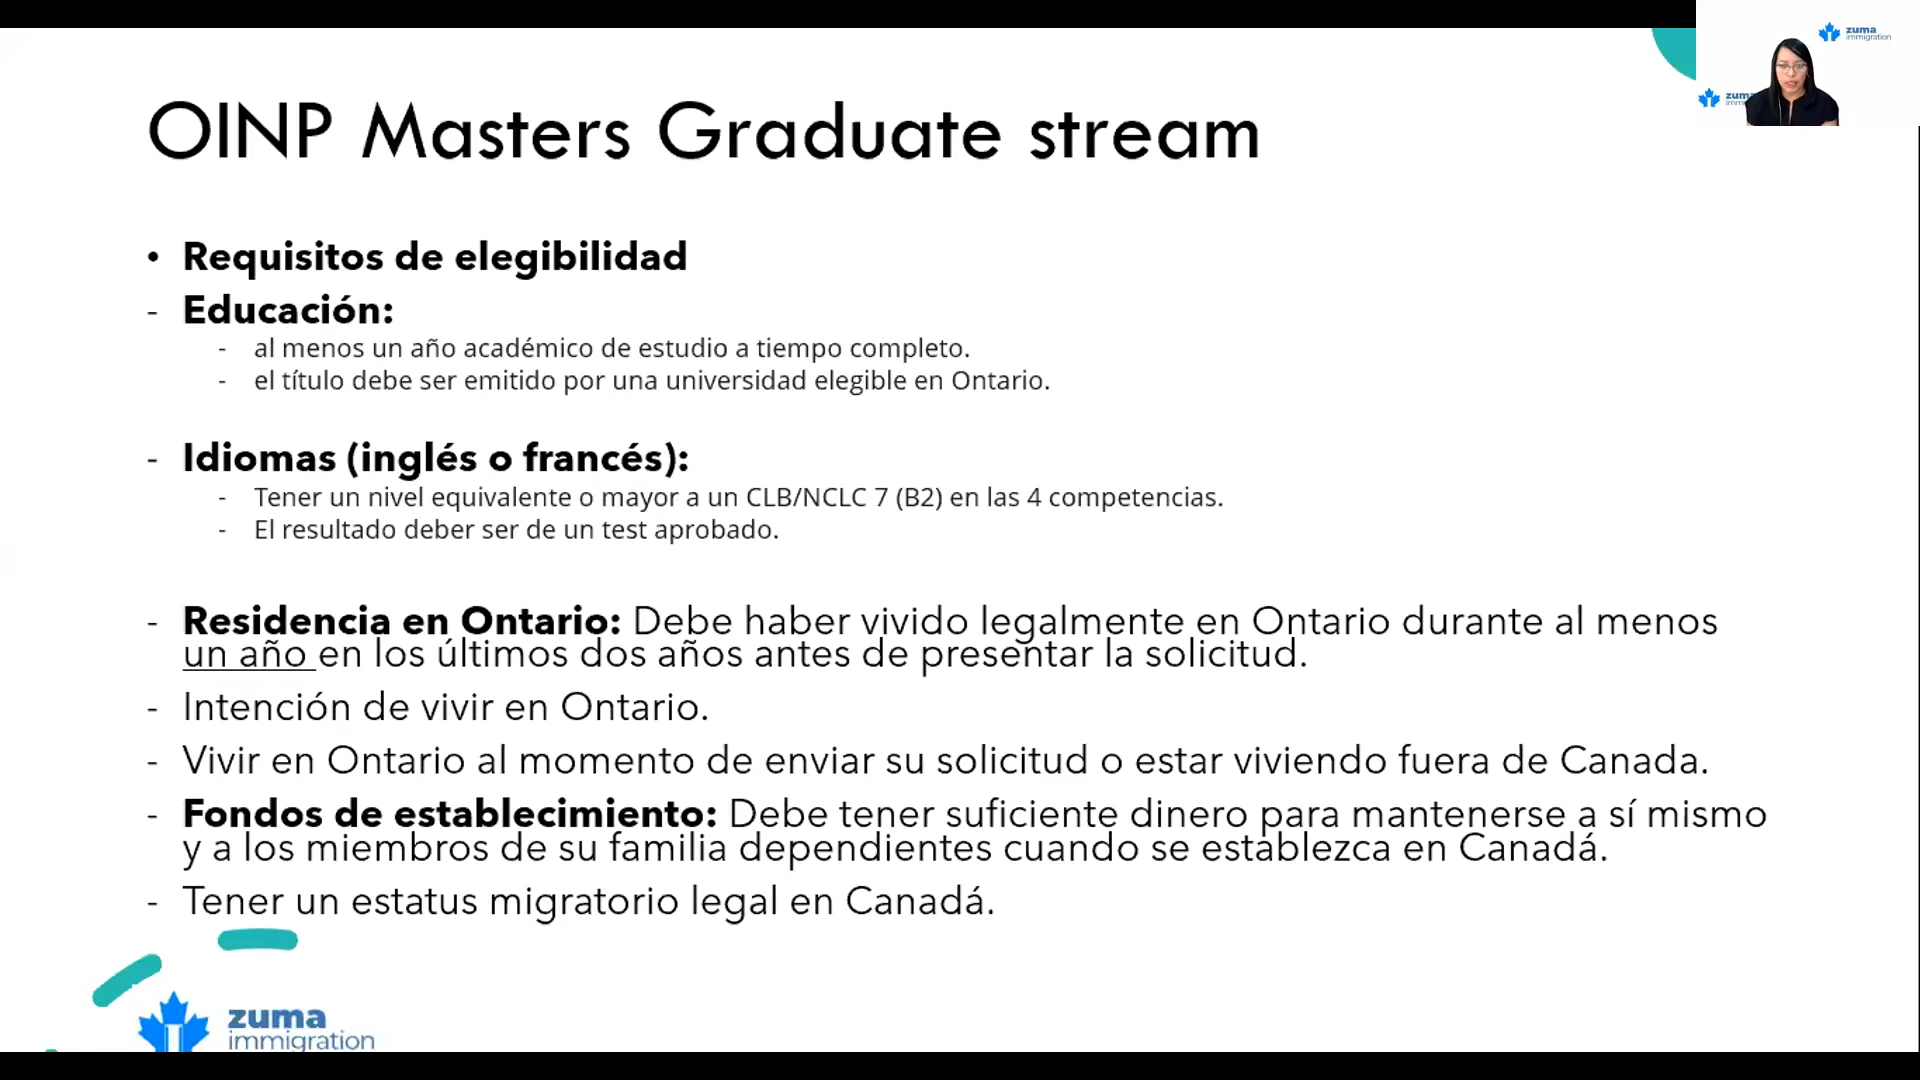 zuma
immigration
zuma
OINP Masters Graduate stream
• Requisitos de elegibilidad
- Educación:
- al menos un año académico de estudio a tiempo completo.
- el título debe ser emitido por una universidad elegible en Ontario.
- Idiomas (inglés o francés):
- Tener un nivel equivalente o mayor a un CLB/NCLC 7 (B2) en las 4 competencias.
- El resultado deber ser de un test aprobado.
- Residencia en Ontario: Debe haber vivido legalmente en Ontario durante al menos
un año en los últimos dos años antes de presentar la solicitud.
- Intención de vivir en Ontario.
- Vivir en Ontario al momento de enviar su solicitud o estar viviendo fuera de Canada.
- Fondos de establecimiento: Debe tener suficiente dinero para mantenerse a sí mismo
y a los miembros de su familia dependientes cuando se establezca en Canadá.
- Tener un estatus migratorio legal en Canadá.
zuma
immigration